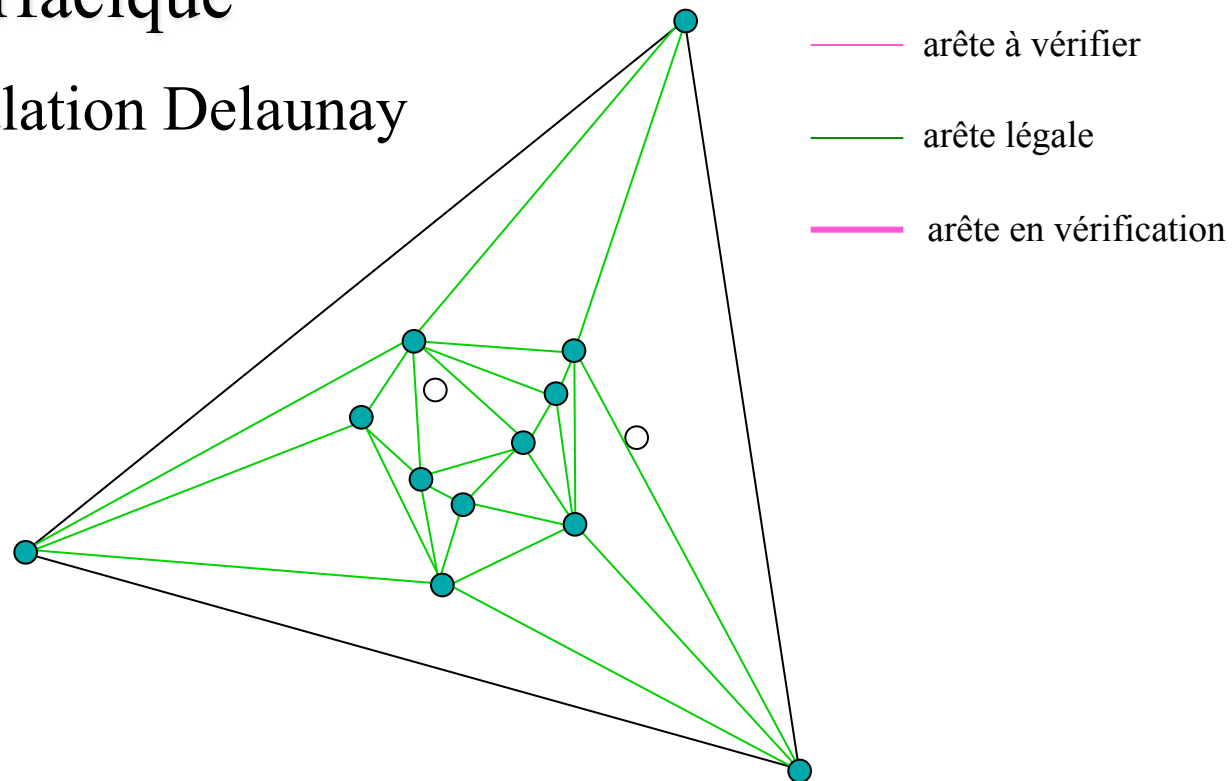 lation Delaunay
arête à vérifier
arête légale
arête en vérification